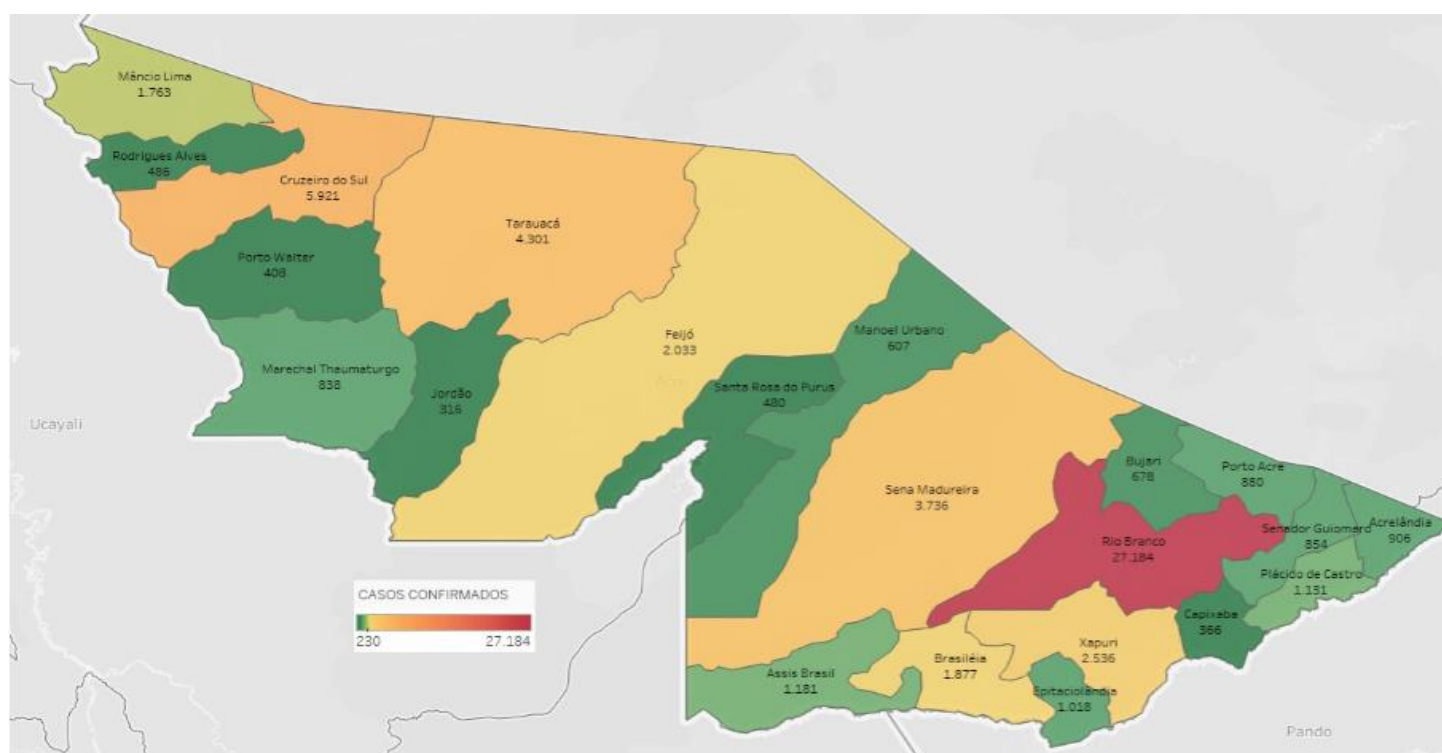 Mâncio Lima
1.763
Rodrigues Alves
486
Cruzeiro do Sul
5.921
Tarauacá
4.301
Porto Walter
408
Marechal Thaumaturgo
838
Jordão
316
Feijó
2.033
Manoel Urbano
607
Santa Rosa do Purus
480
Ucayali
Sena Madureira
3.736
Bujari
678
Porto Acre
880
Rio Branco
27.184
Senador Guiomard
854
Acrelândia
906
Plácido de Castro
1.131
Capixaba
366
Xapuri
2.536
Brasiléia
1.877
Assis Brasil
1.181
Epitaciolândia
1.018
CASOS CONFIRMADOS
230
27.184
Pando